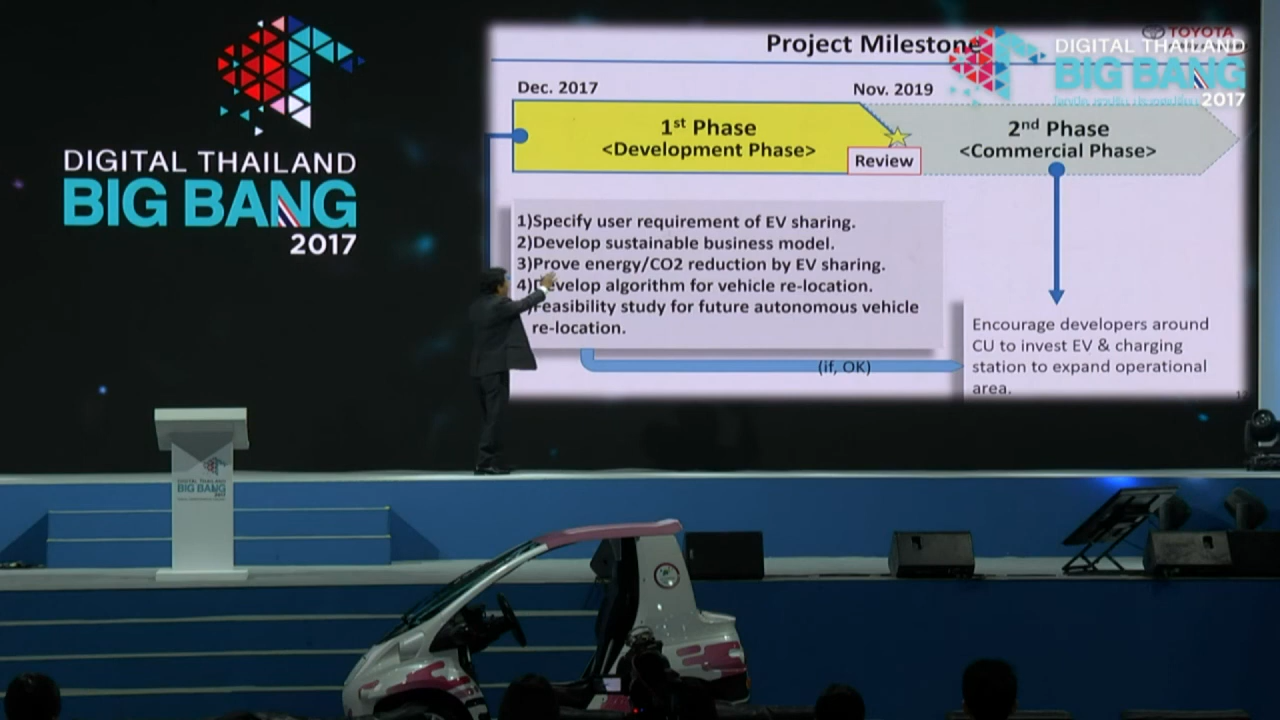 DIGITAL THAILAND
BIG BANG
2017
Project Milestone
TOYOTA
DIGITAL THAILAND
BIG BANG
2017
Dec. 2017
Nov. 2019
1st Phase
<Development Phase>
Review
2nd Phase
<Commercial Phase>
1)Specify user requirement of EV sharing.
2)Develop sustainable business model.
3)Prove energy/CO2 reduction by EV sharing.
4)Develop algorithm for vehicle re-location.
)Feasibility study for future autonomous vehicle
re-location.
(if, OK)
Encourage developers around
CU to invest EV & charging
station to expand operational
area.
DIGITAL THAILAND
BIG BANG
2017